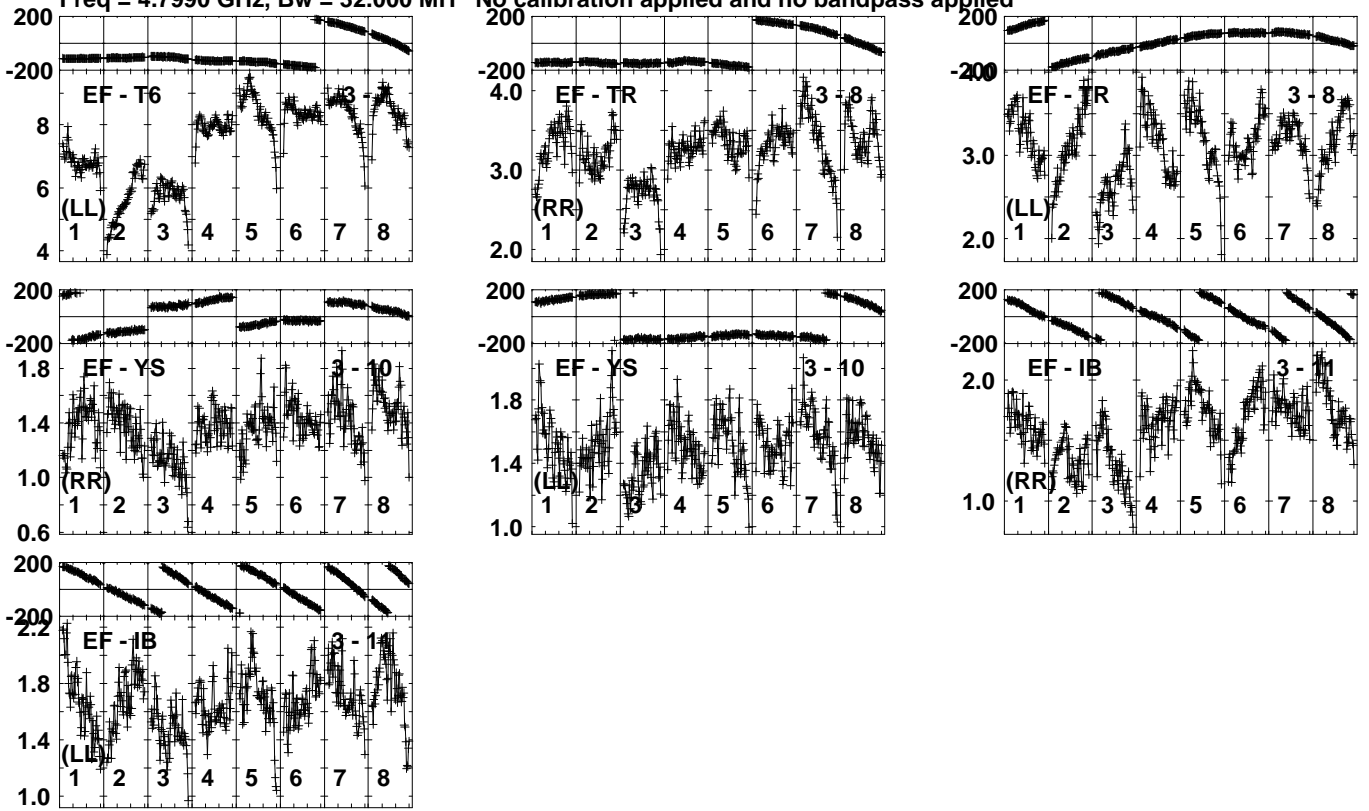 Freq = 4.7990 GHz, Bw = 32.000 MH No calibration applied and no bandpass applied
200
-200
EF - T6 3 - 7
8
6
4
(LL)
1 2 3 4 5 6 7 8
200
-200
EF - TR 3 - 8
4.0
3.0
2.0
(RR)
1 2 3 4 5 6 7 8
200
-200
4.0
EF - TR 3 - 8
3.0
2.0
(LL)
1 2 3 4 5 6 7 8
200
-200
EF - YS 3 - 10
1.8
1.4
1.0
0.6
(RR)
1 2 3 4 5 6 7 8
200
-200
EF - YS 3 - 10
1.8
1.4
1.0
(LL)
1 2 3 4 5 6 7 8
200
-200
EF - IB 3 - 11
2.0
1.0
(RR)
1 2 3 4 5 6 7 8
200
-200
2.2
EF - IB 3 - 11
1.8
1.4
1.0
(LL)
1 2 3 4 5 6 7 8